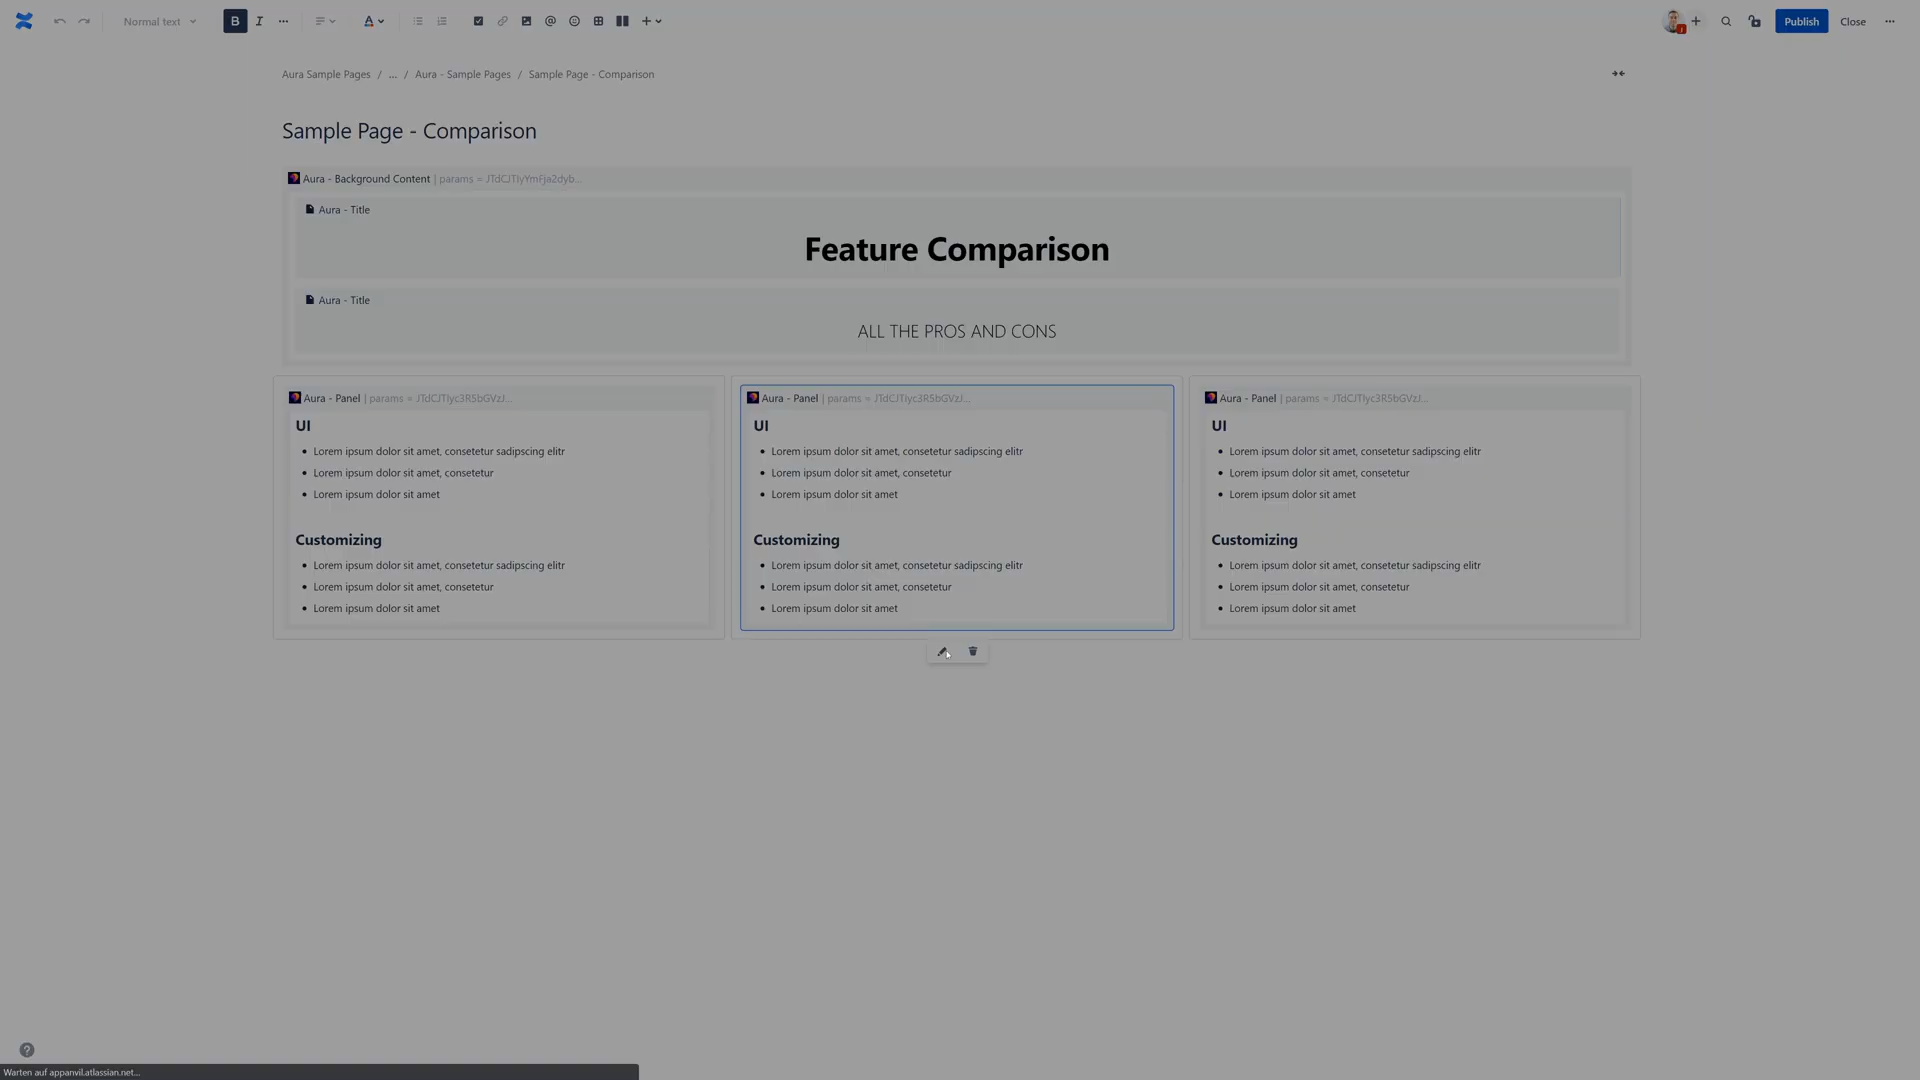 Normal text
B
I
A
Publish
Close
Aura Sample Pages / ... / Aura - Sample Pages / Sample Page - Comparison
Sample Page - Comparison
Aura - Background Content | params = JTdCJTIyYmFja2dyb...
Aura - Title
Feature Comparison
Aura - Title
ALL THE PROS AND CONS
Aura - Panel | params = JTdCJTIyc3R5bGVzJ...
UI
Lorem ipsum dolor sit amet, consetetur sadipscing elitr
Lorem ipsum dolor sit amet, consetetur
Lorem ipsum dolor sit amet
Customizing
Lorem ipsum dolor sit amet, consetetur sadipscing elitr
Lorem ipsum dolor sit amet, consetetur
Lorem ipsum dolor sit amet
Aura - Panel | params = JTdCJTIyc3R5bGVzJ...
UI
Lorem ipsum dolor sit amet, consetetur sadipscing elitr
Lorem ipsum dolor sit amet, consetetur
Lorem ipsum dolor sit amet
Customizing
Lorem ipsum dolor sit amet, consetetur sadipscing elitr
Lorem ipsum dolor sit amet, consetetur
Lorem ipsum dolor sit amet
Aura - Panel | params = JTdCJTIyc3R5bGVzJ...
UI
Lorem ipsum dolor sit amet, consetetur sadipscing elitr
Lorem ipsum dolor sit amet, consetetur
Lorem ipsum dolor sit amet
Customizing
Lorem ipsum dolor sit amet, consetetur sadipscing elitr
Lorem ipsum dolor sit amet, consetetur
Lorem ipsum dolor sit amet
Warten auf appanvil.atlassian.net...